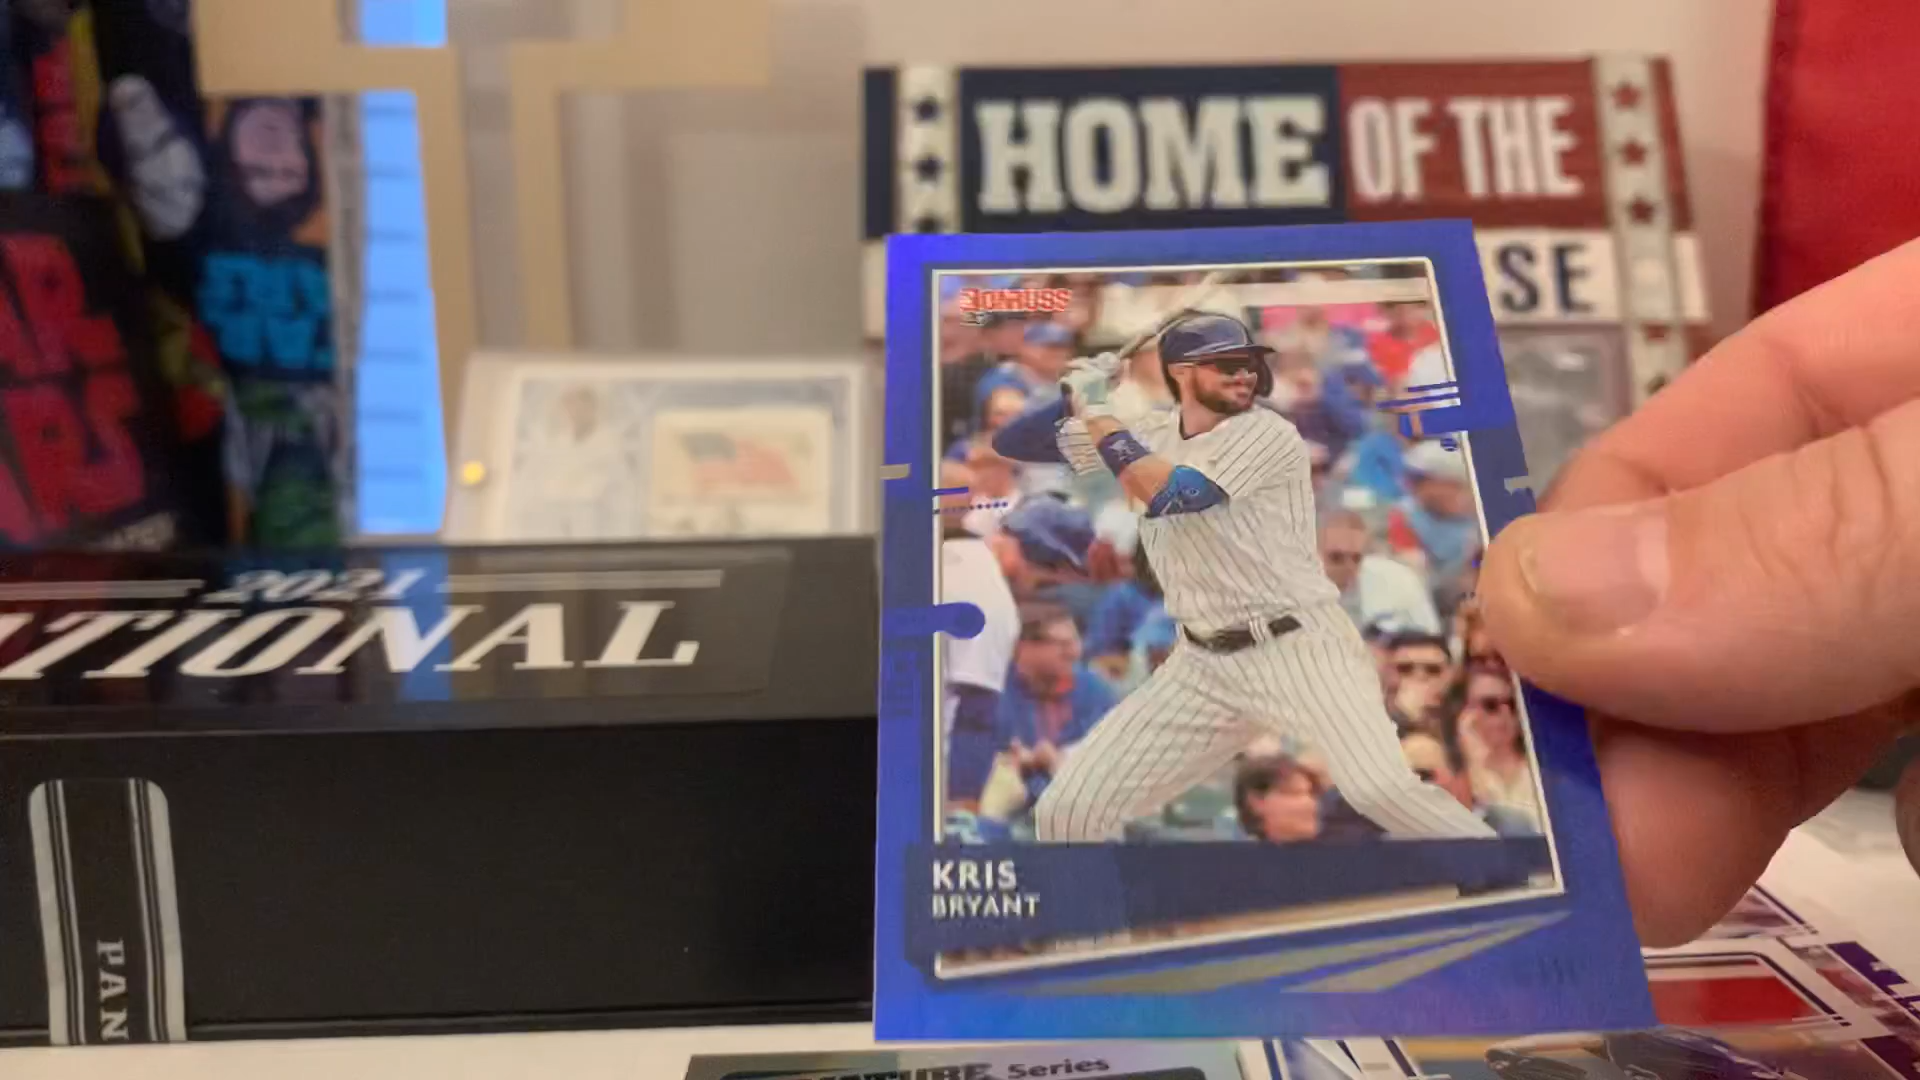 HOME OF THE
SE
DONRUSS
2021
TIONAL
KRIS
BRYANT
PAN
Series